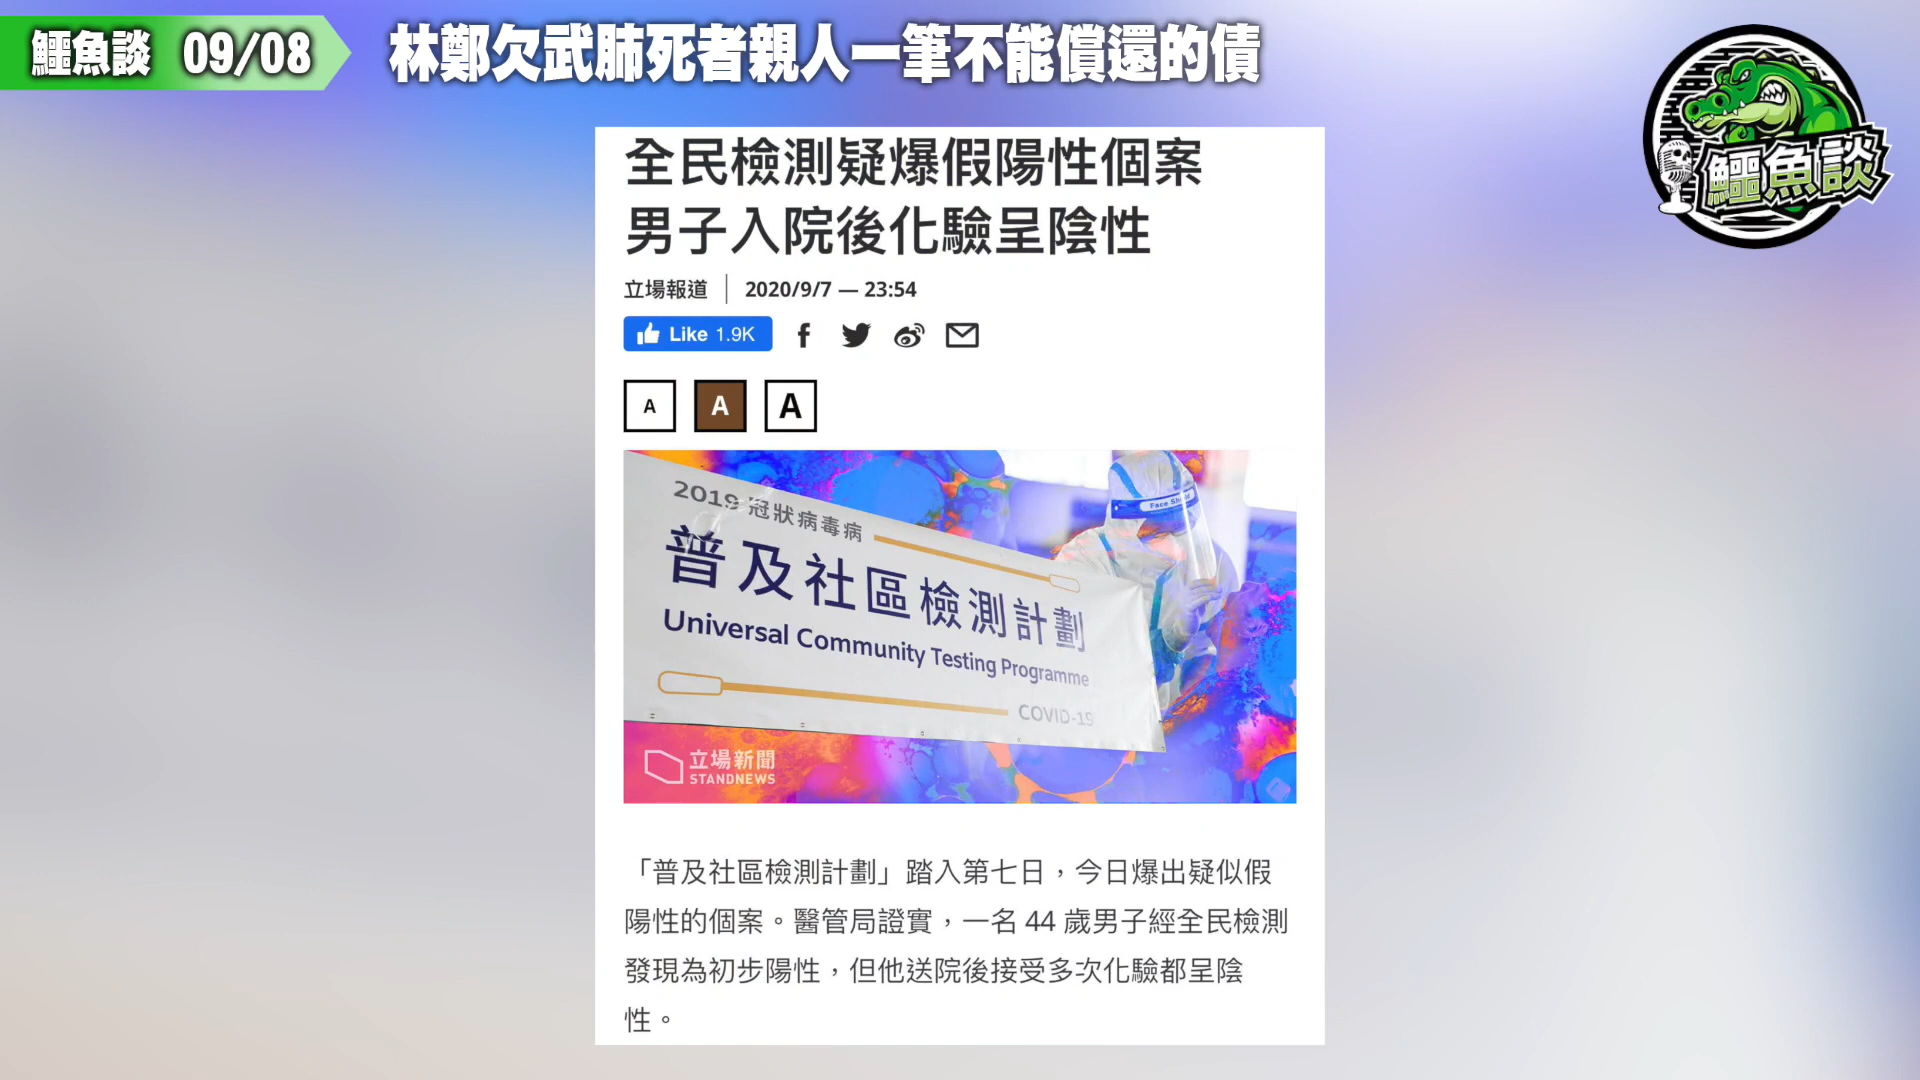 鱷魚談 09/08
林鄭欠武肺死者親人一筆不能償還的債
鱷魚談
全民檢測疑爆假陽性個案
男子入院後化驗呈陰性
立場報道 2020/9/7 — 23:54
Like 1.9K
A A A
2019冠狀病毒病
普及社區檢測計劃
Universal Community Testing Programme
COVID-19
Face Shield
立場新聞
STANDNEWS
「普及社區檢測計劃」踏入第七日，今日爆出疑似假
陽性的個案。醫管局證實，一名 44 歲男子經全民檢測
發現為初步陽性，但他送院後接受多次化驗都呈陰
性。